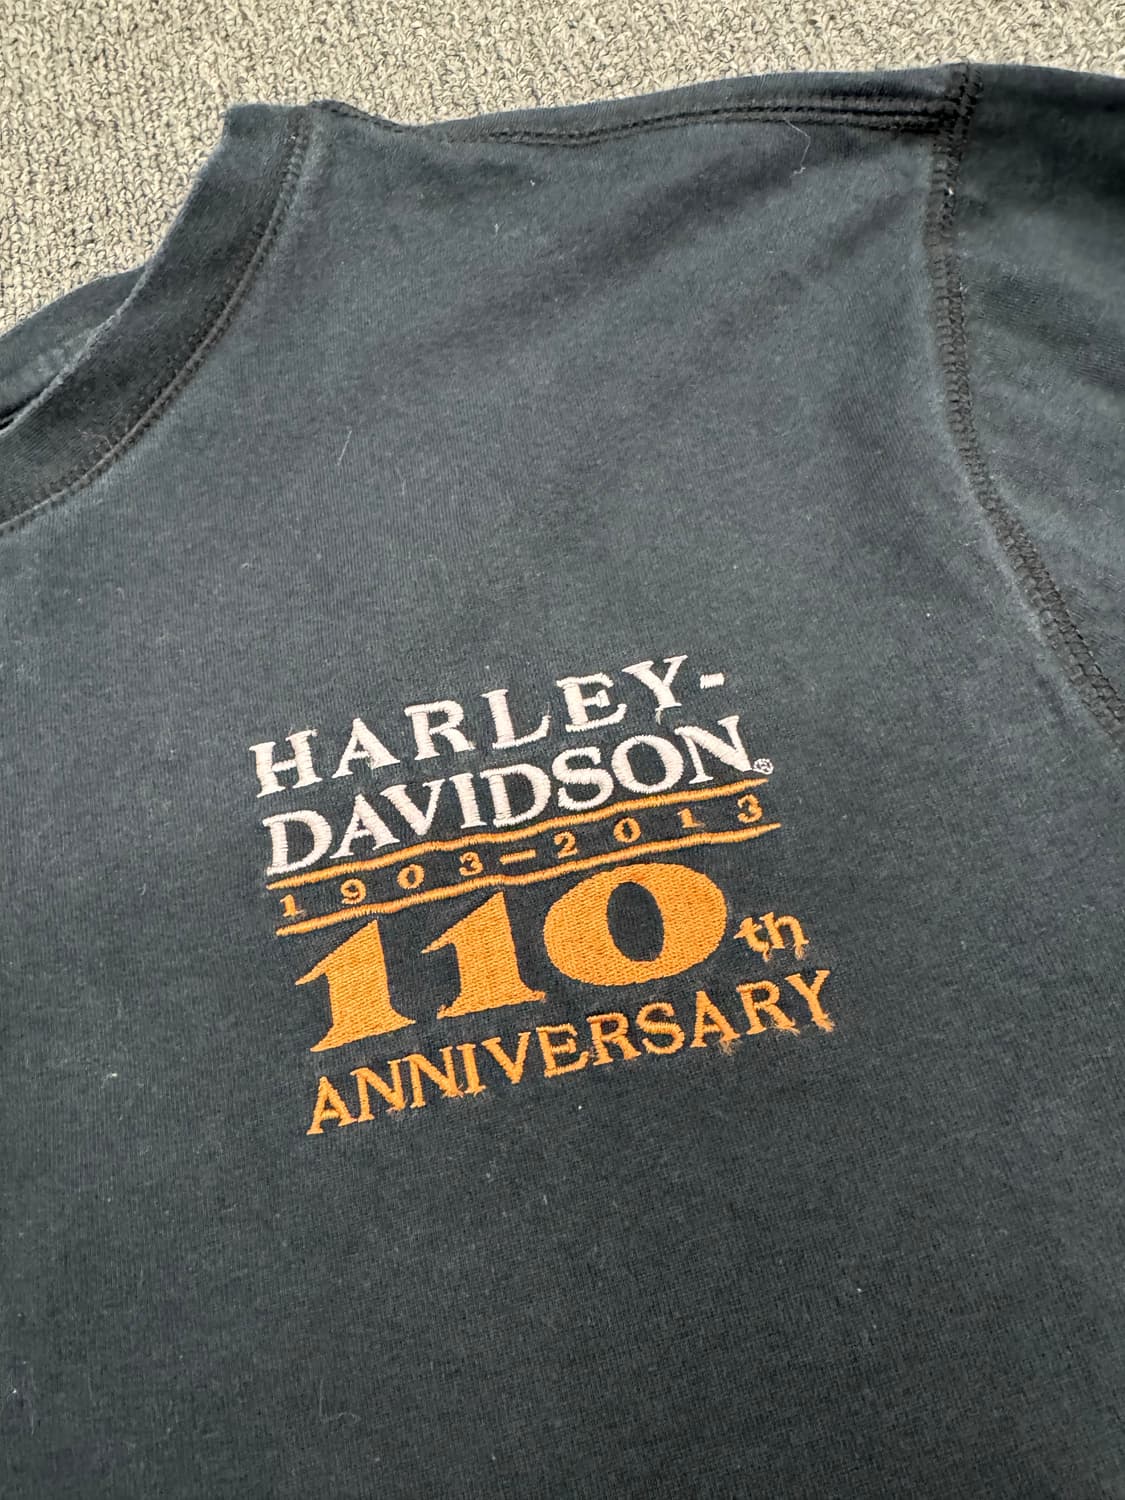 HARLEY-
DAVIDSON®
1903-2013
110th
ANNIVERSARY